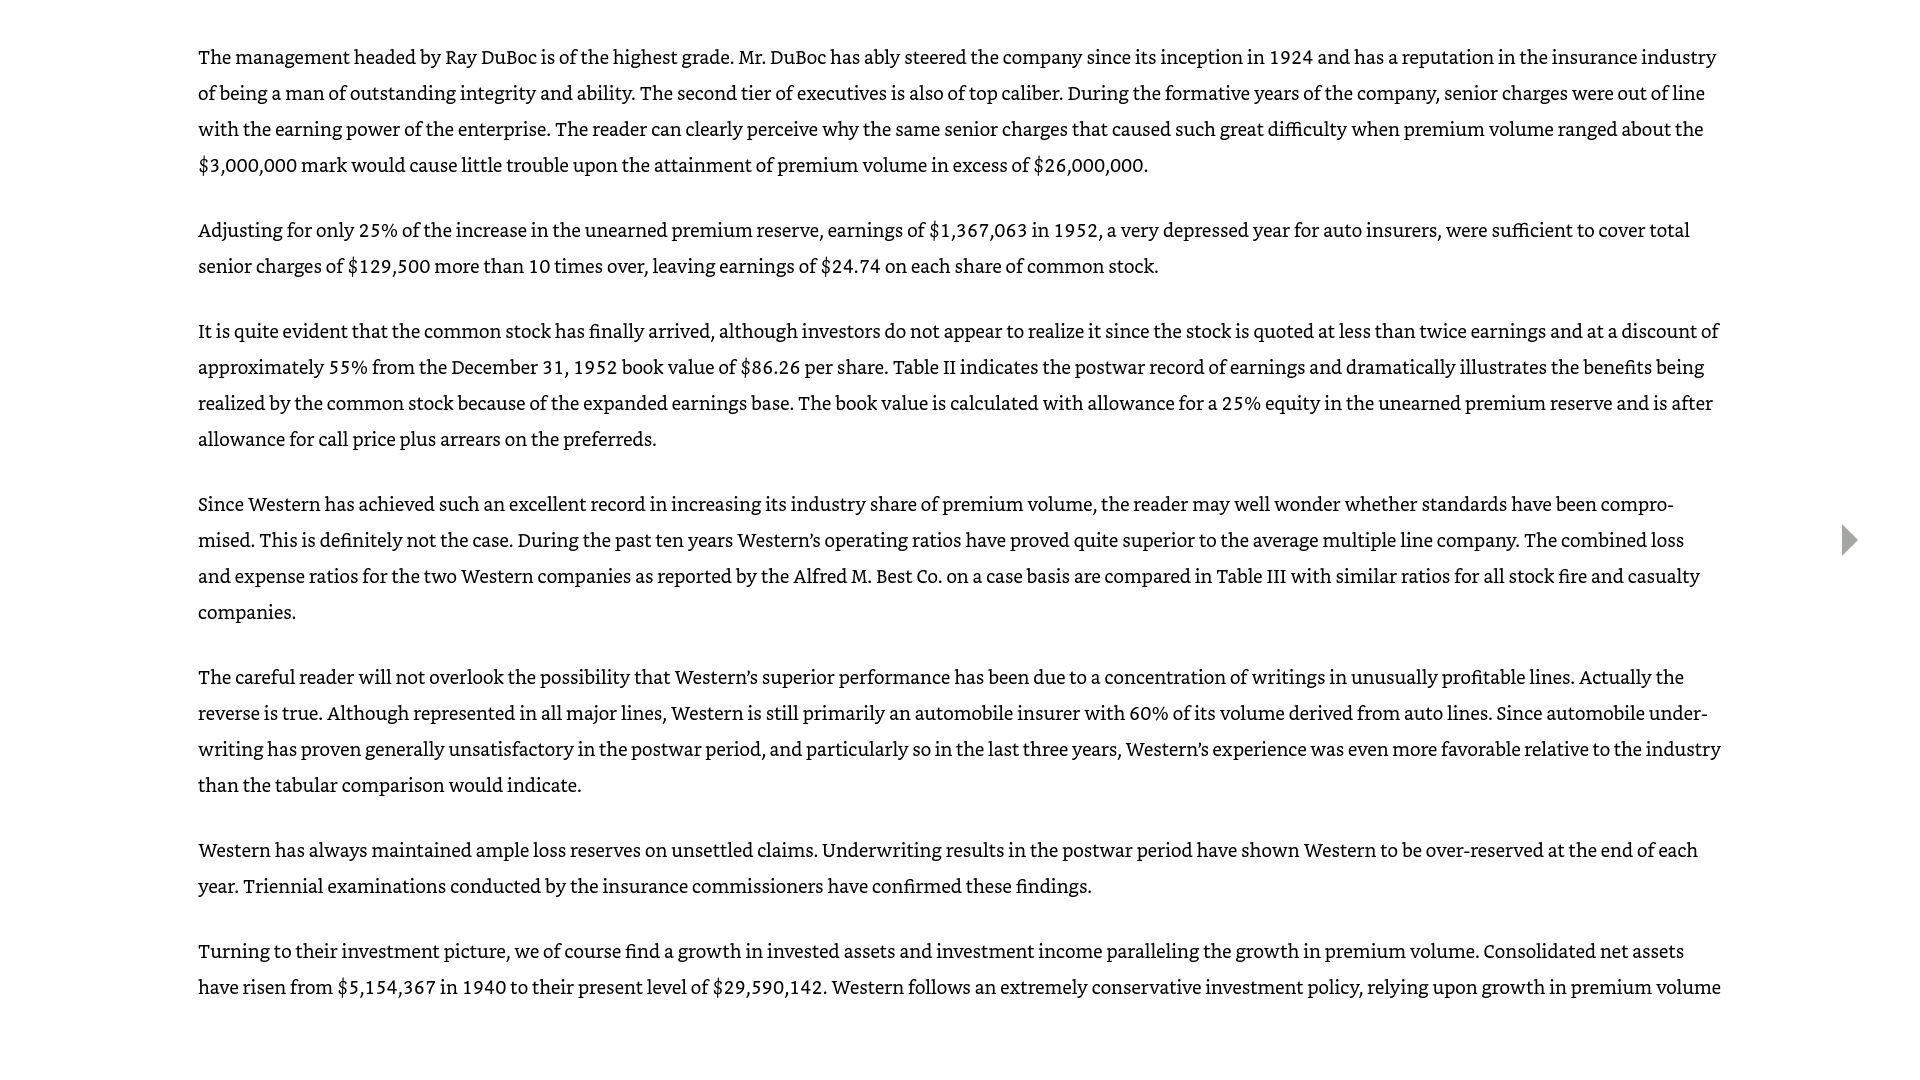 The management headed by Ray DuBoc is of the highest grade. Mr. DuBoc has ably steered the company since its inception in 1924 and has a reputation in the insurance industry
of being a man of outstanding integrity and ability. The second tier of executives is also of top caliber. During the formative years of the company, senior charges were out of line
with the earning power of the enterprise. The reader can clearly perceive why the same senior charges that caused such great difficulty when premium volume ranged about the
$3,000,000 mark would cause little trouble upon the attainment of premium volume in excess of $26,000,000.
Adjusting for only 25% of the increase in the unearned premium reserve, earnings of $1,367,063 in 1952, a very depressed year for auto insurers, were sufficient to cover total
senior charges of $129,500 more than 10 times over, leaving earnings of $24.74 on each share of common stock.
It is quite evident that the common stock has finally arrived, although investors do not appear to realize it since the stock is quoted at less than twice earnings and at a discount of
approximately 55% from the December 31, 1952 book value of $86.26 per share. Table II indicates the postwar record of earnings and dramatically illustrates the benefits being
realized by the common stock because of the expanded earnings base. The book value is calculated with allowance for a 25% equity in the unearned premium reserve and is after
allowance for call price plus arrears on the preferreds.
Since Western has achieved such an excellent record in increasing its industry share of premium volume, the reader may well wonder whether standards have been compro-
mised. This is definitely not the case. During the past ten years Western’s operating ratios have proved quite superior to the average multiple line company. The combined loss
and expense ratios for the two Western companies as reported by the Alfred M. Best Co. on a case basis are compared in Table III with similar ratios for all stock fire and casualty
companies.
The careful reader will not overlook the possibility that Western’s superior performance has been due to a concentration of writings in unusually profitable lines. Actually the
reverse is true. Although represented in all major lines, Western is still primarily an automobile insurer with 60% of its volume derived from auto lines. Since automobile under-
writing has proven generally unsatisfactory in the postwar period, and particularly so in the last three years, Western’s experience was even more favorable relative to the industry
than the tabular comparison would indicate.
Western has always maintained ample loss reserves on unsettled claims. Underwriting results in the postwar period have shown Western to be over-reserved at the end of each
year. Triennial examinations conducted by the insurance commissioners have confirmed these findings.
Turning to their investment picture, we of course find a growth in invested assets and investment income paralleling the growth in premium volume. Consolidated net assets
have risen from $5,154,367 in 1940 to their present level of $29,590,142. Western follows an extremely conservative investment policy, relying upon growth in premium volume